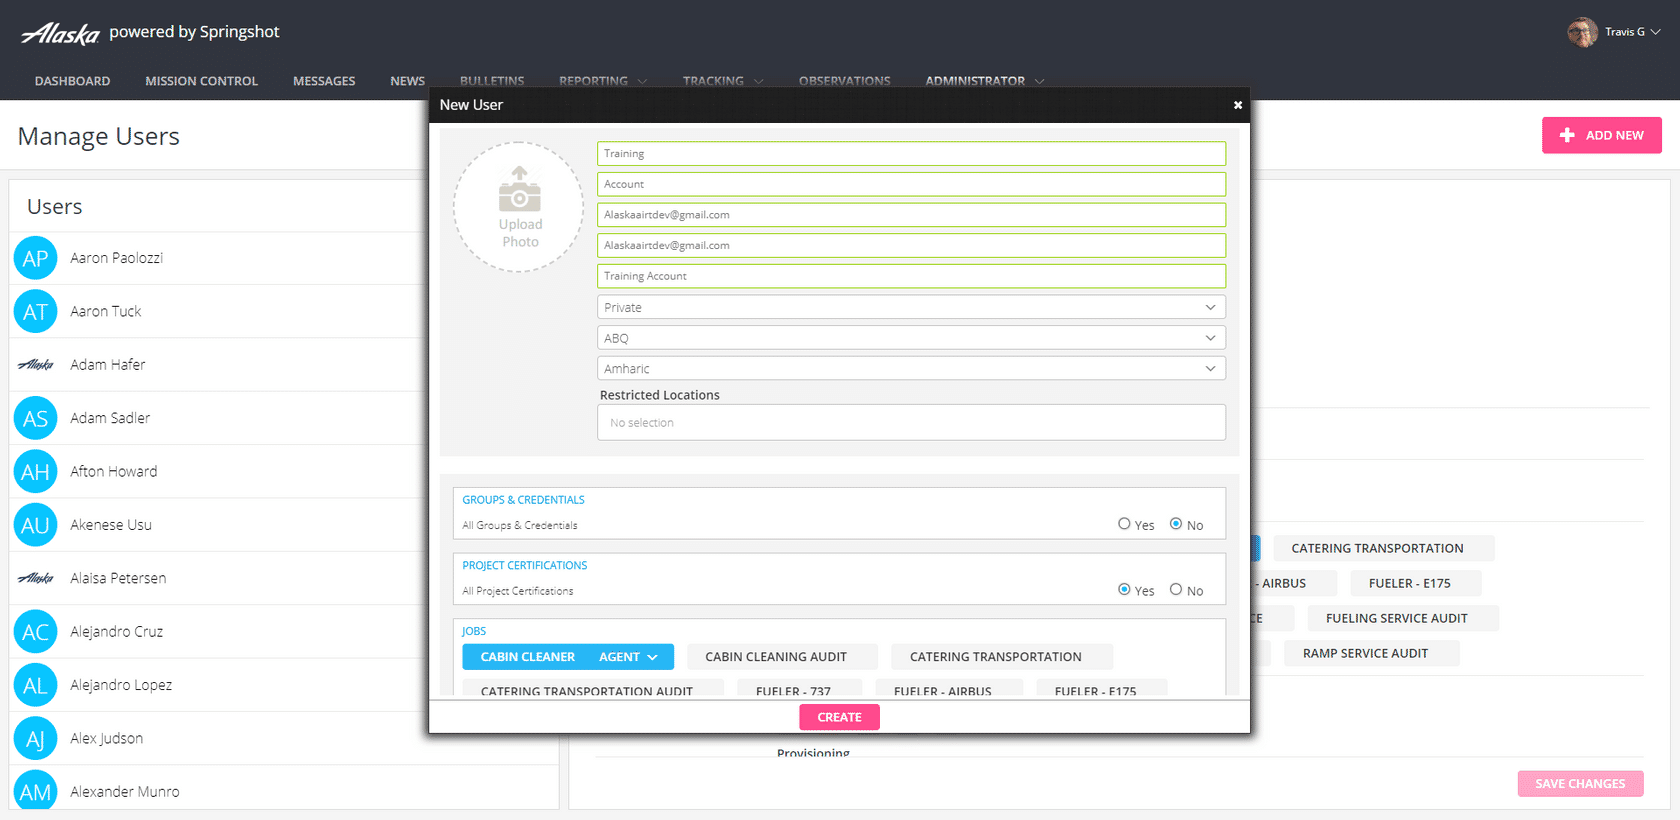 Alaska powered by Springshot
Travis G
DASHBOARD MISSION CONTROL MESSAGES NEWS BULLETINS REPORTING TRACKING OBSERVATIONS ADMINISTRATOR
Manage Users
ADD NEW
Users
AP Aaron Paolozzi
AT Aaron Tuck
Alaska Adam Hafer
AS Adam Sadler
AH Afton Howard
AU Akenese Usu
Alaska Alaisa Petersen
AC Alejandro Cruz
AL Alejandro Lopez
AJ Alex Judson
AM Alexander Munro
New User
Upload
Photo
Training
Account
Alaskaairtdev@gmail.com
Alaskaairtdev@gmail.com
Training Account
Private
ABQ
Amharic
Restricted Locations
No selection
GROUPS & CREDENTIALS
All Groups & Credentials Yes No
PROJECT CERTIFICATIONS
All Project Certifications Yes No
JOBS
CABIN CLEANER AGENT CABIN CLEANING AUDIT CATERING TRANSPORTATION
CATERING TRANSPORTATION AUDIT FUELER - 737 FUELER - AIRBUS FUELER - E175
CREATE
CATERING TRANSPORTATION
- AIRBUS FUELER - E175
CE FUELING SERVICE AUDIT
RAMP SERVICE AUDIT
Provisioning
SAVE CHANGES